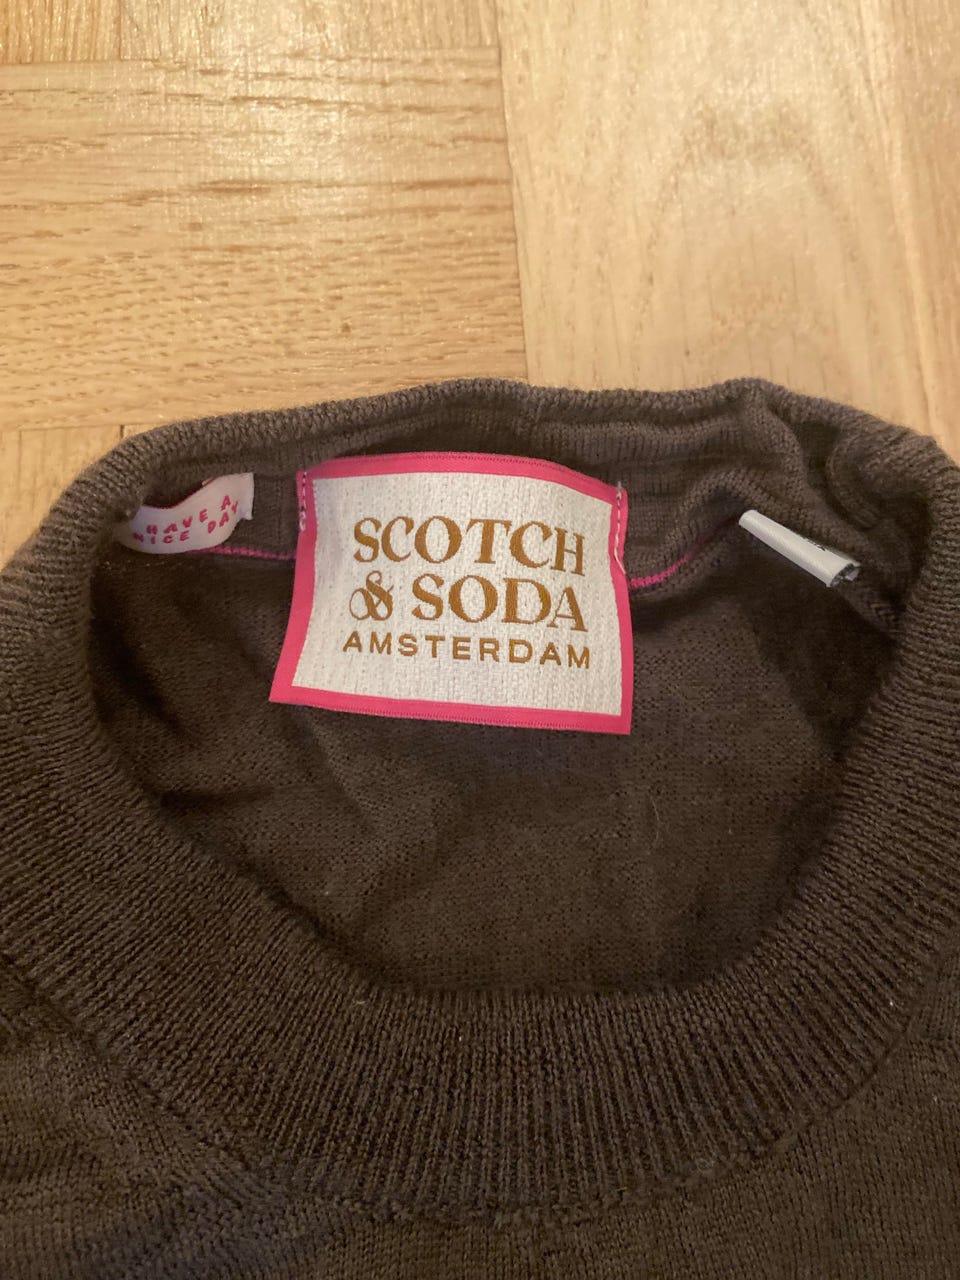 HAVE A
NICE DAY
SCOTCH
& SODA
AMSTERDAM